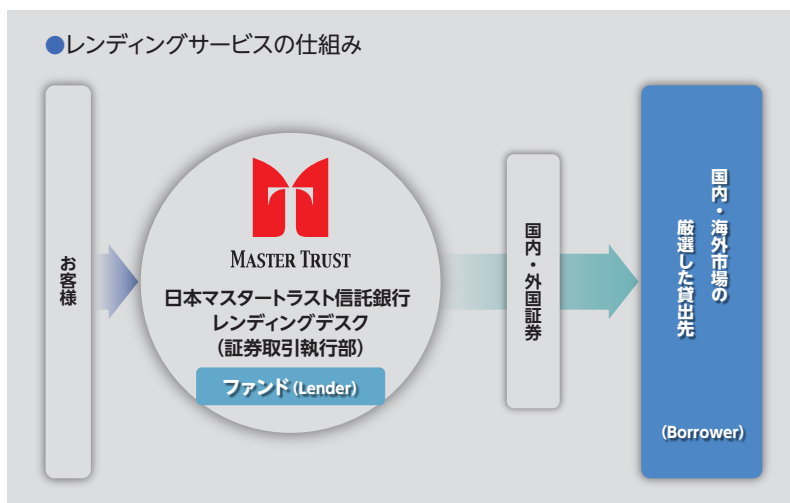 ●レンディングサービスの仕組み
お客様
MASTER TRUST
日本マスタートラスト信託銀行
レンディングデスク
（証券取引執行部）
ファンド（Lender）
国内・外国証券
国内・海外市場の
厳選した貸出先
（Borrower）